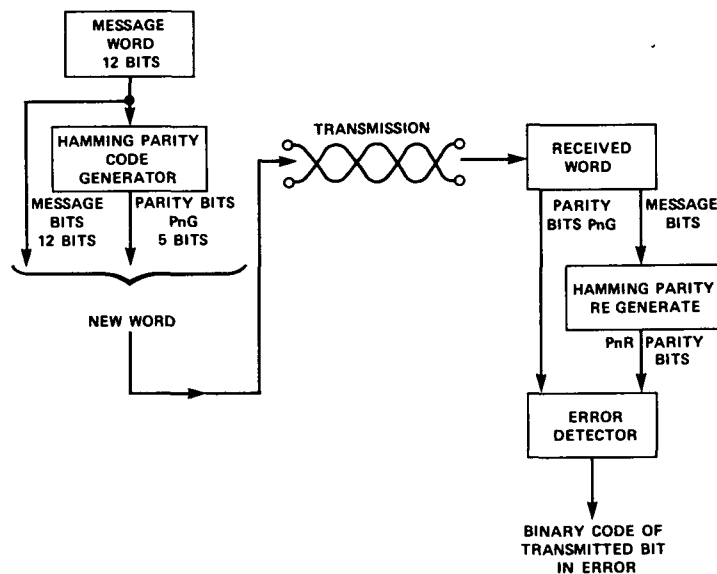 MESSAGE
WORD
12 BITS
HAMMING PARITY
CODE
GENERATOR
MESSAGE
BITS
12 BITS
PARITY BITS
PnG
5 BITS
NEW WORD
TRANSMISSION
RECEIVED
WORD
PARITY
BITS PnG
MESSAGE
BITS
HAMMING PARITY
RE GENERATE
PnR PARITY
BITS
ERROR
DETECTOR
BINARY CODE OF
TRANSMITTED BIT
IN ERROR